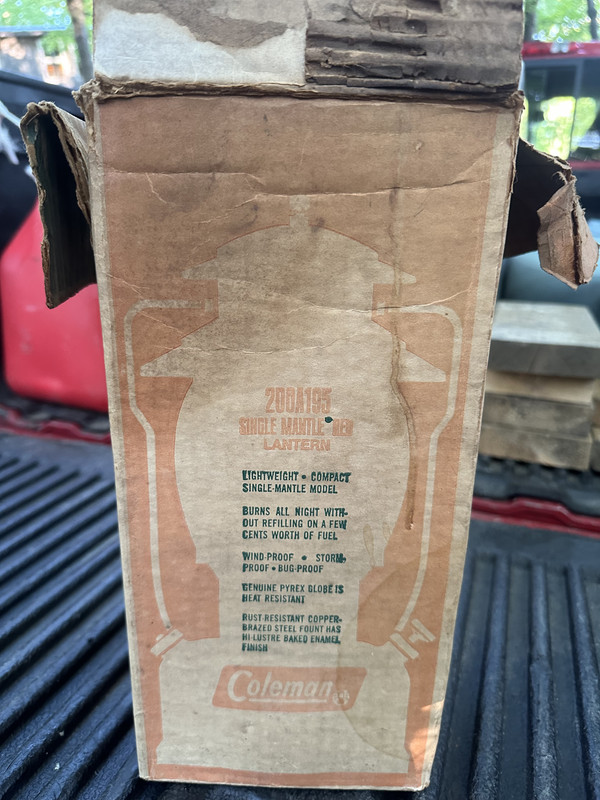 200A195
SINGLE MANTLE RED
LANTERN
LIGHTWEIGHT • COMPACT
SINGLE-MANTLE MODEL
BURNS ALL NIGHT WITH-
OUT REFILLING ON A FEW
CENTS WORTH OF FUEL
WIND-PROOF • STORM-
PROOF • BUG-PROOF
GENUINE PYREX GLOBE IS
HEAT RESISTANT
RUST RESISTANT COPPER-
BRAZED STEEL FOUNT HAS
HI-LUSTRE BAKED ENAMEL
FINISH
Coleman®